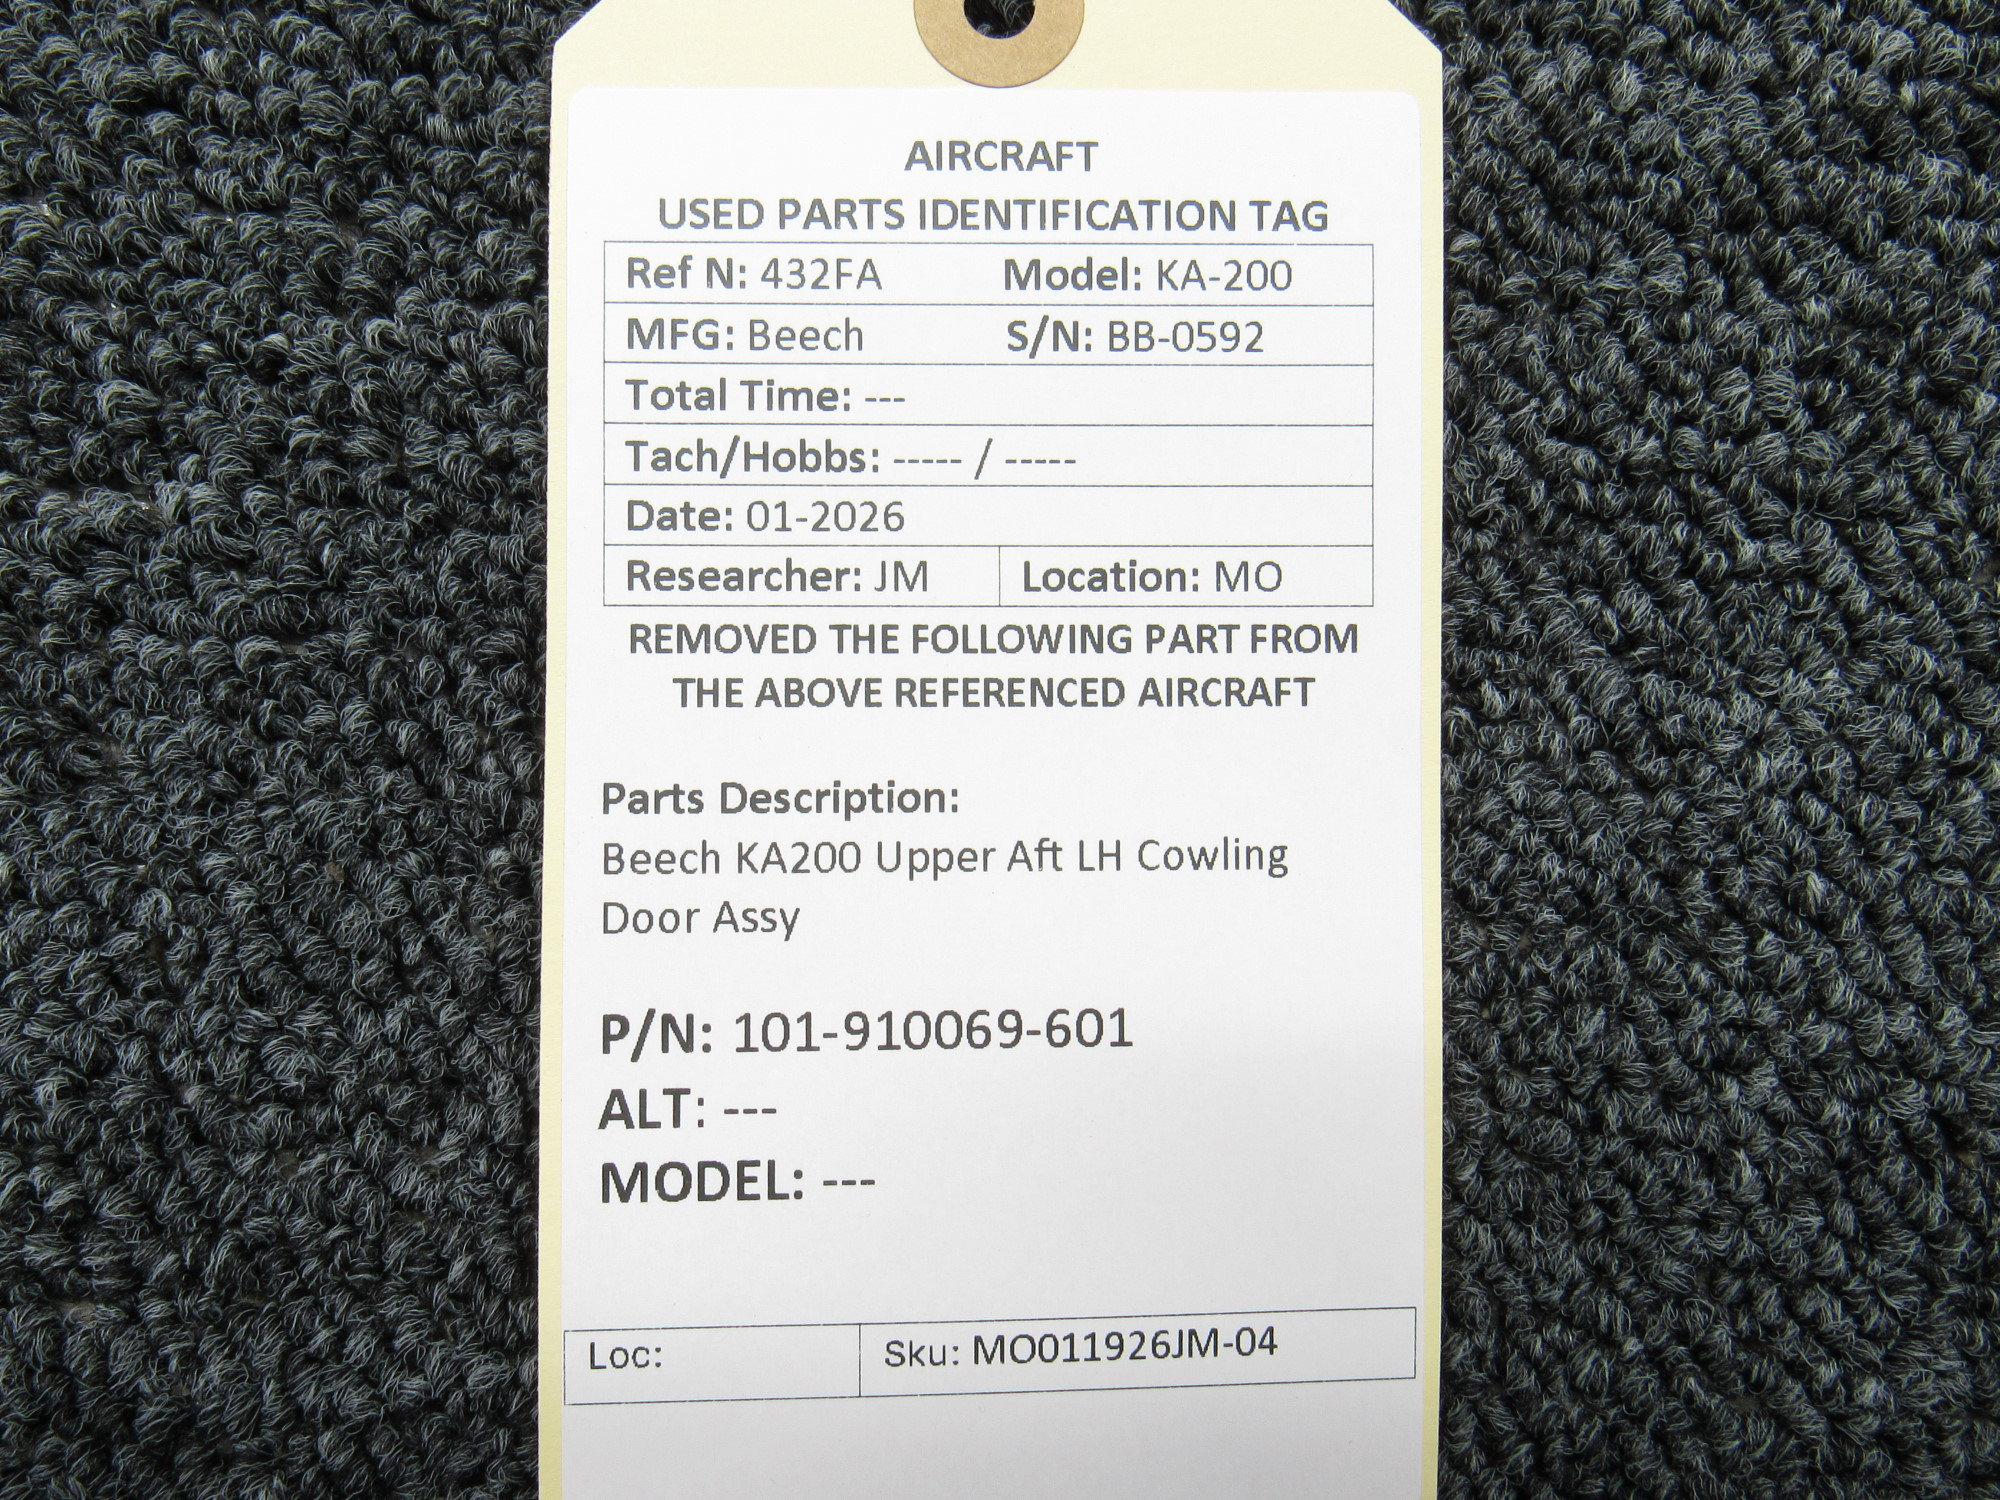 AIRCRAFT
USED PARTS IDENTIFICATION TAG
Ref N: 432FA Model: KA-200
MFG: Beech S/N: BB-0592
Total Time: ---
Tach/Hobbs: ----- / -----
Date: 01-2026
Researcher: JM Location: MO
REMOVED THE FOLLOWING PART FROM
THE ABOVE REFERENCED AIRCRAFT
Parts Description:
Beech KA200 Upper Aft LH Cowling
Door Assy
P/N: 101-910069-601
ALT: ---
MODEL: ---
Loc: Sku: MO011926JM-04